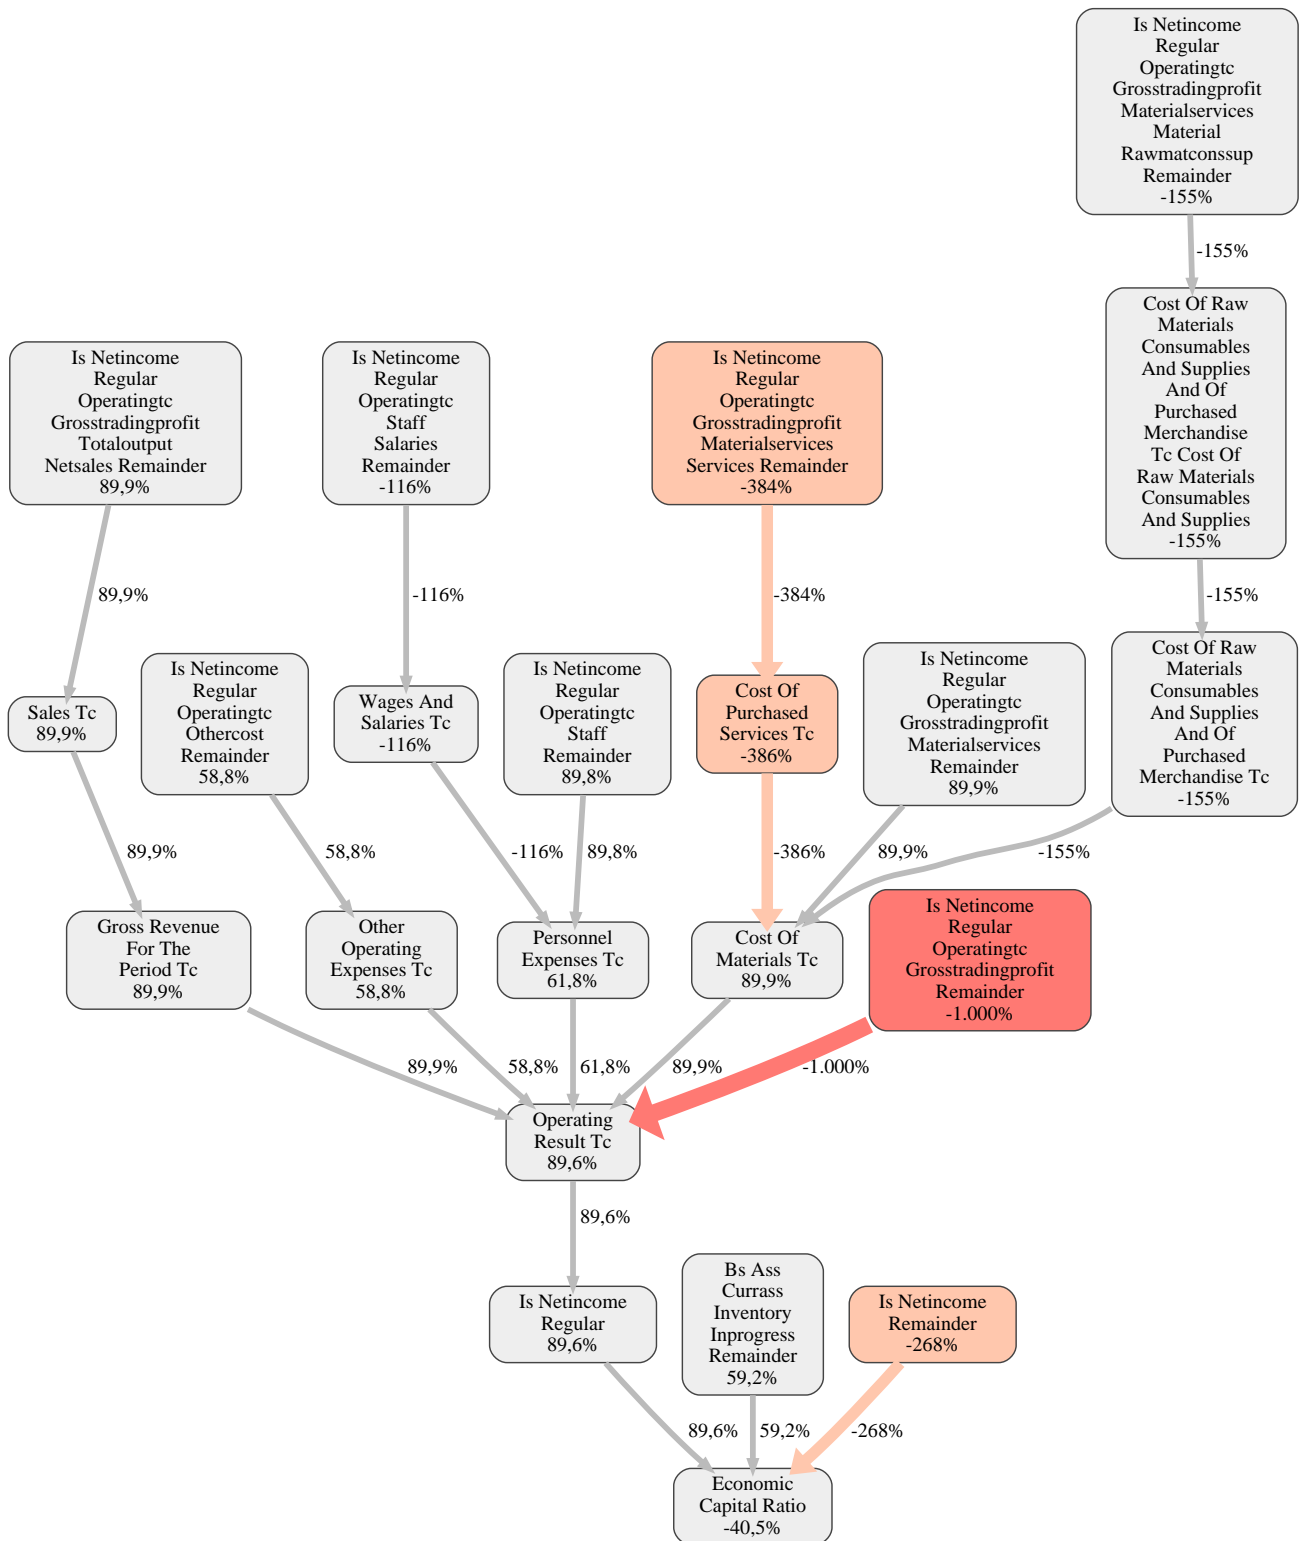 Is Netincome
Regular
Operatingtc
Grosstradingprofit
Materialservices
Material
Rawmatconssup
Remainder
-155%
-155%
Cost Of Raw
Materials
Consumables
And Supplies
And Of
Purchased
Merchandise
Tc Cost Of
Raw Materials
Consumables
And Supplies
-155%
Is Netincome
Regular
Operatingtc
Grosstradingprofit
Totaloutput
Netsales Remainder
89,9%
Is Netincome
Regular
Operatingtc
Staff
Salaries
Remainder
-116%
Is Netincome
Regular
Operatingtc
Grosstradingprofit
Materialservices
Services Remainder
-384%
89,9%
-116%
-384%
-155%
Sales Tc
89,9%
Is Netincome
Regular
Operatingtc
Othercost
Remainder
58,8%
Wages And
Salaries Tc
-116%
Is Netincome
Regular
Operatingtc
Staff
Remainder
89,8%
Cost Of
Purchased
Services Tc
-386%
Is Netincome
Regular
Operatingtc
Grosstradingprofit
Materialservices
Remainder
89,9%
Cost Of Raw
Materials
Consumables
And Supplies
And Of
Purchased
Merchandise Tc
-155%
89,9%
58,8%
-116%
89,8%
-386%
89,9%
-155%
Gross Revenue
For The
Period Tc
89,9%
Other
Operating
Expenses Tc
58,8%
Personnel
Expenses Tc
61,8%
Cost Of
Materials Tc
89,9%
Is Netincome
Regular
Operatingtc
Grosstradingprofit
Remainder
-1.000%
89,9%
58,8%
61,8%
89,9%
-1.000%
Operating
Result Tc
89,6%
89,6%
Is Netincome
Regular
89,6%
Bs Ass
Currass
Inventory
Inprogress
Remainder
59,2%
Is Netincome
Remainder
-268%
89,6%
59,2%
-268%
Economic
Capital Ratio
-40,5%